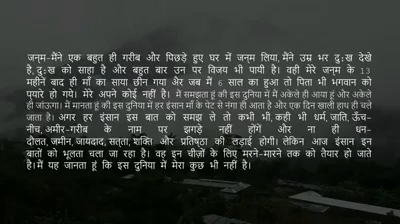 जन्म-मैंने एक बहुत ही गरीब और पिछड़े हुए घर में जन्म लिया,मैंने उम्र भर दुःख देखे
है,दुःख को साहा है और बहुत बार उन पर विजय भी पायी है। वही मेरे जन्म के 13
महीनें बाद ही माँ का साया छीन गया और जब मैं 6 साल का हुआ तो पिता भी भगवान को
प्यारे हो गये। मेरे अपने कोई नहीं है। मैं समझता हूं की इस दुनिया में मैं अकेले ही आया हूं और अकेले
ही जांऊगा। मैं मानता हूं की इस दुनिया में हर इंसान माँ के पेट से नंगा ही आता है और एक दिन खाली हाथ ही चले
जाता है। अगर हर इंसान इस बात को समझ ले तो कभी भी,कही भी धर्म,जाति,ऊँच-
नीच,अमीर-गरीब के नाम पर झगड़े नहीं होंगें और ना ही धन-
दौलत,जमीन,जायदाद,सत्ता,शक्ति और प्रतिष्ठा की लड़ाई होगी। लेकिन आज इंसान इन
बातों को भूलता चला जा रहा है। वह इन चीज़ों के लिए मरने-मारने तक को तैयार हो जाते
है।मैं यह जानता हूं कि इस दुनिया में मेरा कुछ भी नहीं है।